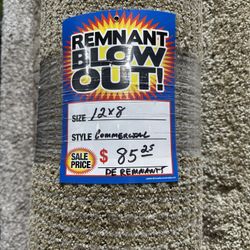 REMNANT
BLOW
OUT!
SIZE 12x8
STYLE COMMERCIAL
SALE PRICE $ 85.25
DE REMNANTS